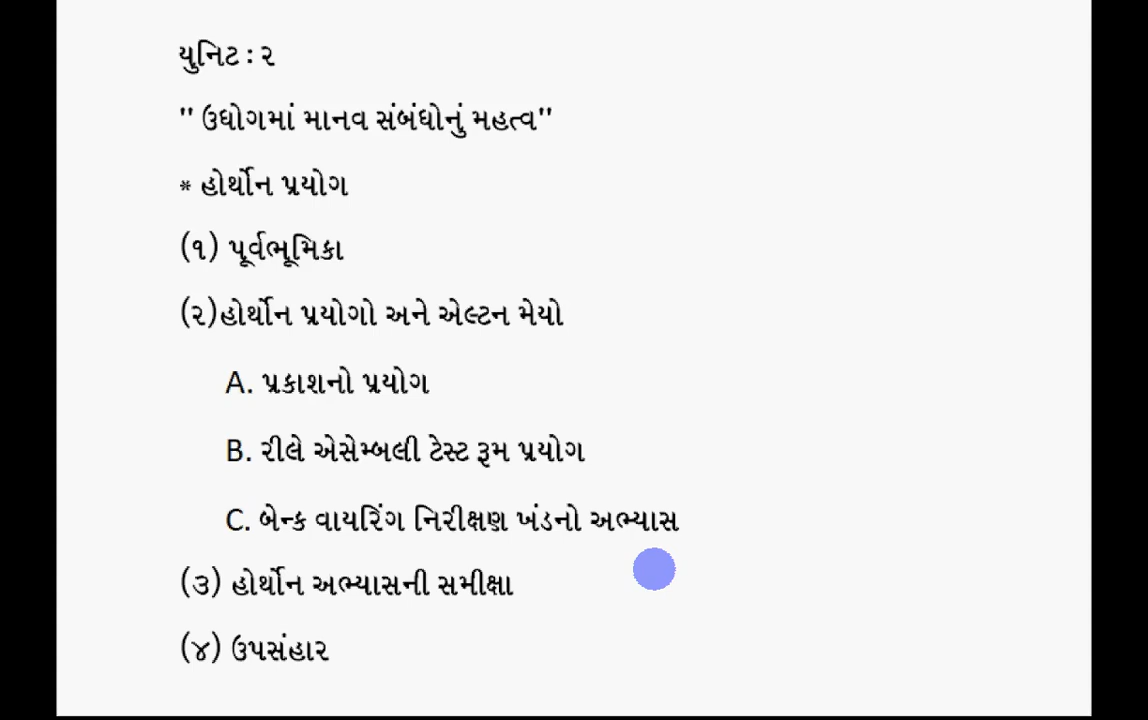 યુનિટ : ૨
" ઉદ્યોગમાં માનવ સંબંધોનું મહત્વ"
* હોર્થોન પ્રયોગ
(૧) પૂર્વભૂમિકા
(૨)હોર્થોન પ્રયોગો અને એલ્ટન મેયો
A. પ્રકાશનો પ્રયોગ
B. રીલે એસેમ્બલી ટેસ્ટ રૂમ પ્રયોગ
C. બેન્ક વાયરિંગ નિરીક્ષણ ખંડનો અભ્યાસ
(૩) હોર્થોન અભ્યાસની સમીક્ષા
(૪) ઉપસંહાર